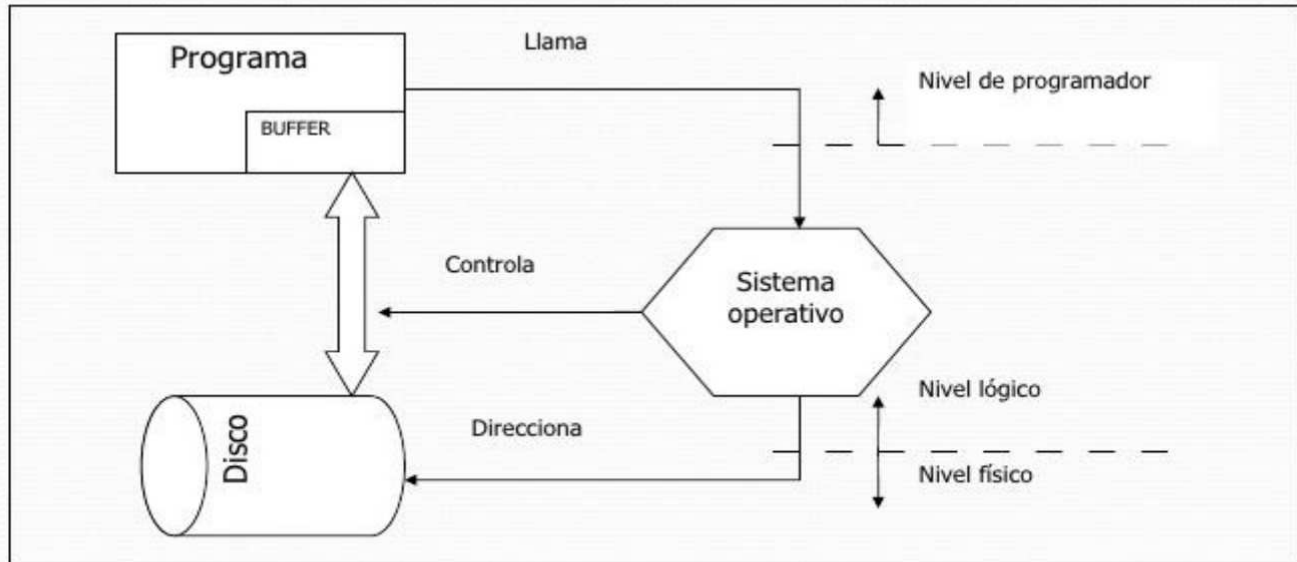 Programa
BUFFER
Llama
Nivel de programador
Controla
Sistema
operativo
Nivel lógico
Disco
Direcciona
Nivel físico